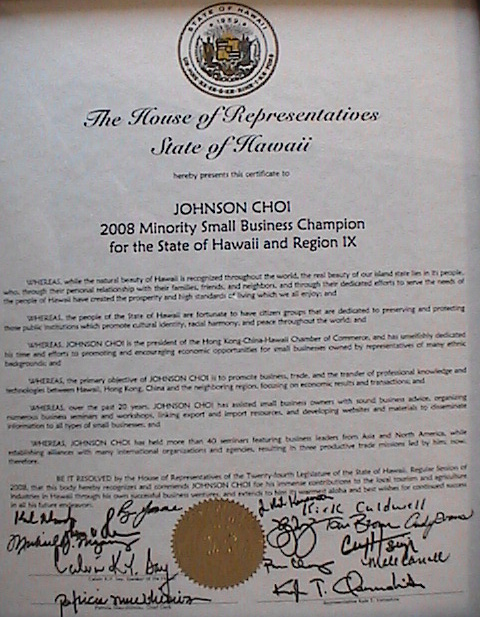 STATE OF HAWAII
1959
The House of Representatives
State of Hawaii
hereby presents this certificate to
JOHNSON CHOI
2008 Minority Small Business Champion
for the State of Hawaii and Region IX
WHEREAS, while the natural beauty of Hawaii is recognized throughout the world, the real beauty of our island state lies in its people,
who, through their personal relationship with their families, friends, and neighbors, and through their dedicated efforts to serve the needs of
the people of Hawaii have created the prosperity and high standards of living which we all enjoy; and
WHEREAS, the people of the State of Hawaii are fortunate to have citizen groups that are dedicated to preserving and protecting
those public institutions which promote cultural identity, racial harmony, and peace throughout the world; and
WHEREAS, JOHNSON CHOI is the president of the Hong Kong-China-Hawaii Chamber of Commerce, and has unselfishly dedicated
his time and efforts to promoting and encouraging economic opportunities for small businesses owned by representatives of many ethnic
backgrounds; and
WHEREAS, the primary objective of JOHNSON CHOI is to promote business, trade, and the transfer of professional knowledge and
technologies between Hawaii, Hong Kong, China and the neighboring region, focusing on economic results and transactions; and
WHEREAS, over the past 20 years, JOHNSON CHOI has assisted small business owners with sound business advice, organizing
numerous business seminars and workshops, linking export and import resources, and developing websites and materials to disseminate
information to all types of small businesses; and
WHEREAS, JOHNSON CHOI has held more than 40 seminars featuring business leaders from Asia and North America, while
establishing alliances with many international organizations and agencies, resulting in three productive trade missions led by him; now,
therefore,
BE IT RESOLVED by the House of Representatives of the Twenty-fourth Legislature of the State of Hawaii, Regular Session of
2008, that this body hereby recognizes and commends JOHNSON CHOI for his immense contributions to the local tourism and agriculture
industries in Hawaii through his own successful business ventures, and extends to him its warmest aloha and best wishes for continued success
in all his future endeavors.
Kirk Caldwell
Calvin K.Y. Say
Calvin K.Y. Say, Speaker of the House
Patricia Mau-Shimizu, Chief Clerk
Representative Kyle T. Yamashita